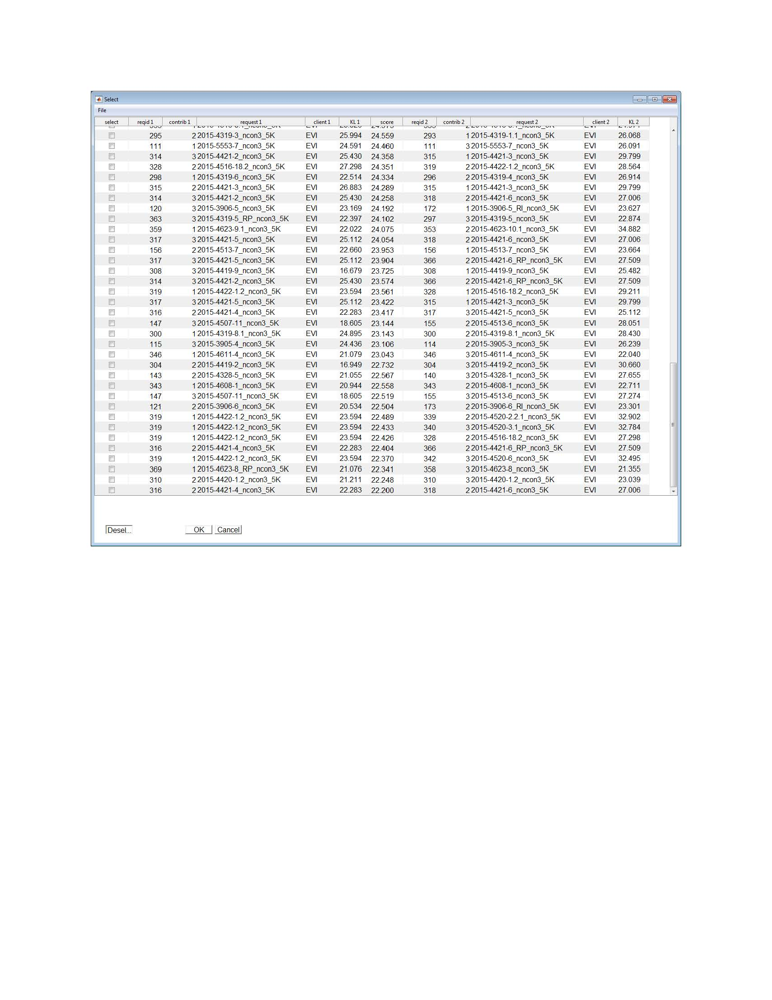 Select
File
select reqid 1 contrib 1 request 1 client 1 KL 1 score reqid 2 contrib 2 request 2 client 2 KL 2
295 2 2015-4319-3_ncon3_5K EVI 25.994 24.559 293 1 2015-4319-1.1_ncon3_5K EVI 26.068
111 1 2015-5553-7_ncon3_5K EVI 24.591 24.460 111 3 2015-5553-7_ncon3_5K EVI 26.091
314 3 2015-4421-2_ncon3_5K EVI 25.430 24.358 315 1 2015-4421-3_ncon3_5K EVI 29.799
328 2 2015-4516-18.2_ncon3_5K EVI 27.298 24.351 319 2 2015-4422-1.2_ncon3_5K EVI 28.564
298 1 2015-4319-6_ncon3_5K EVI 22.514 24.334 296 2 2015-4319-4_ncon3_5K EVI 26.914
315 2 2015-4421-3_ncon3_5K EVI 26.883 24.289 315 1 2015-4421-3_ncon3_5K EVI 29.799
314 3 2015-4421-2_ncon3_5K EVI 25.430 24.258 318 2 2015-4421-6_ncon3_5K EVI 27.006
120 3 2015-3906-5_ncon3_5K EVI 23.169 24.192 172 1 2015-3906-5_RI_ncon3_5K EVI 23.627
363 3 2015-4319-5_RP_ncon3_5K EVI 22.397 24.102 297 3 2015-4319-5_ncon3_5K EVI 22.874
359 1 2015-4623-9.1_ncon3_5K EVI 22.022 24.075 353 2 2015-4623-10.1_ncon3_5K EVI 34.882
317 3 2015-4421-5_ncon3_5K EVI 25.112 24.054 318 2 2015-4421-6_ncon3_5K EVI 27.006
156 2 2015-4513-7_ncon3_5K EVI 22.660 23.953 156 1 2015-4513-7_ncon3_5K EVI 23.664
317 3 2015-4421-5_ncon3_5K EVI 25.112 23.904 366 2 2015-4421-6_RP_ncon3_5K EVI 27.509
308 3 2015-4419-9_ncon3_5K EVI 16.679 23.725 308 1 2015-4419-9_ncon3_5K EVI 25.482
314 3 2015-4421-2_ncon3_5K EVI 25.430 23.574 366 2 2015-4421-6_RP_ncon3_5K EVI 27.509
319 1 2015-4422-1.2_ncon3_5K EVI 23.594 23.561 328 1 2015-4516-18.2_ncon3_5K EVI 29.211
317 3 2015-4421-5_ncon3_5K EVI 25.112 23.422 315 1 2015-4421-3_ncon3_5K EVI 29.799
316 2 2015-4421-4_ncon3_5K EVI 22.283 23.417 317 3 2015-4421-5_ncon3_5K EVI 25.112
147 3 2015-4507-11_ncon3_5K EVI 18.605 23.144 155 2 2015-4513-6_ncon3_5K EVI 28.051
300 1 2015-4319-8.1_ncon3_5K EVI 24.895 23.143 300 2 2015-4319-8.1_ncon3_5K EVI 28.430
115 3 2015-3905-4_ncon3_5K EVI 24.436 23.106 114 2 2015-3905-3_ncon3_5K EVI 26.239
346 1 2015-4611-4_ncon3_5K EVI 21.079 23.043 346 3 2015-4611-4_ncon3_5K EVI 22.040
304 2 2015-4419-2_ncon3_5K EVI 16.949 22.732 304 3 2015-4419-2_ncon3_5K EVI 30.660
143 2 2015-4328-5_ncon3_5K EVI 21.055 22.567 140 3 2015-4328-1_ncon3_5K EVI 27.655
343 1 2015-4608-1_ncon3_5K EVI 20.944 22.558 343 2 2015-4608-1_ncon3_5K EVI 22.711
147 3 2015-4507-11_ncon3_5K EVI 18.605 22.519 155 3 2015-4513-6_ncon3_5K EVI 27.274
121 2 2015-3906-6_ncon3_5K EVI 20.534 22.504 173 2 2015-3906-6_RI_ncon3_5K EVI 23.301
319 1 2015-4422-1.2_ncon3_5K EVI 23.594 22.489 339 2 2015-4520-2.2.1_ncon3_5K EVI 32.902
319 1 2015-4422-1.2_ncon3_5K EVI 23.594 22.433 340 3 2015-4520-3.1_ncon3_5K EVI 32.784
319 1 2015-4422-1.2_ncon3_5K EVI 23.594 22.426 328 2 2015-4516-18.2_ncon3_5K EVI 27.298
316 2 2015-4421-4_ncon3_5K EVI 22.283 22.404 366 2 2015-4421-6_RP_ncon3_5K EVI 27.509
319 1 2015-4422-1.2_ncon3_5K EVI 23.594 22.370 342 3 2015-4520-6_ncon3_5K EVI 32.495
369 1 2015-4623-8_RP_ncon3_5K EVI 21.076 22.341 358 3 2015-4623-8_ncon3_5K EVI 21.355
310 2 2015-4420-1.2_ncon3_5K EVI 21.211 22.248 310 3 2015-4420-1.2_ncon3_5K EVI 23.039
316 2 2015-4421-4_ncon3_5K EVI 22.283 22.200 318 2 2015-4421-6_ncon3_5K EVI 27.006
Desel... OK Cancel